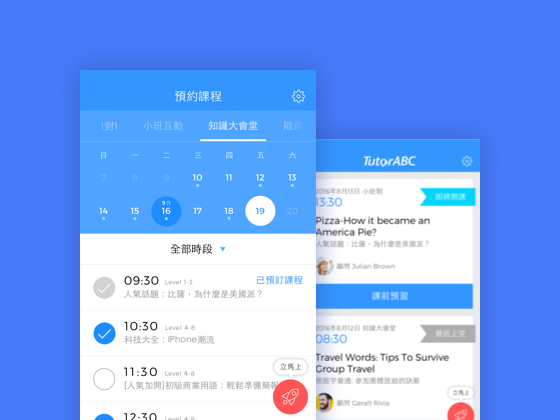 預約課程
1對1 小班互動 知識大會堂 隨
日 一 二 三 四 五 六
7 8 9 10 11 12 13
9月
14 15 16 17 18 19 20
全部時段
09:30 Level 1-3 已預訂課程
人氣話題：比薩，為什麼是美國派？
10:30 Level 4-8
科技大全：iPhone潮流
11:30 Level 4-8
[人氣加開]初級商業用語：輕鬆準備簡報
立馬上
12:30 Level 4-8
TutorABC
2016年8月13日 小班制
13:30
即將開課
Pizza-How it became an
America Pie?
人氣話題：比薩，為什麼是美國派？
顧問 Julian Brown
課前預習
2016年8月12日 知識大會堂
08:30
最近上完
Travel Words: Tips To Survive
Group Travel
旅遊字彙通: 參加團體旅遊的訣竅
顧問 Geralt Rivia
立馬上